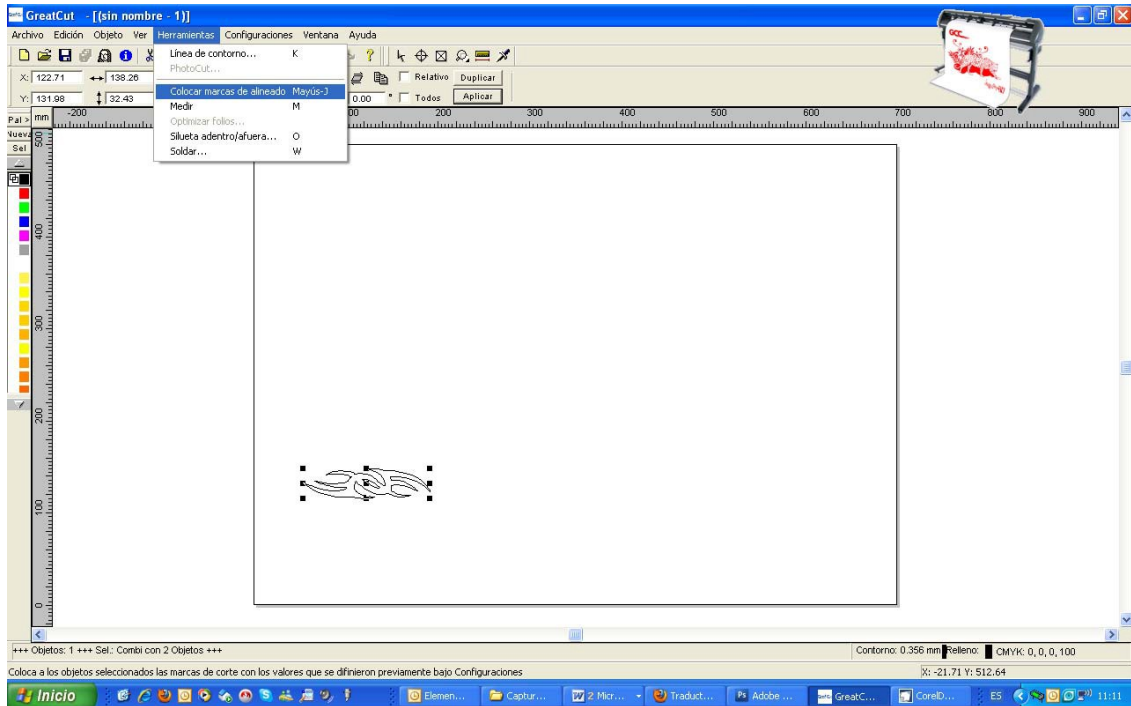 GreatCut - [(sin nombre - 1)]
Archivo Edición Objeto Ver Herramientas Configuraciones Ventana Ayuda
Línea de contorno... K
PhotoCut...
Colocar marcas de alineado Mayús-J
Medir M
Optimizar folios...
Silueta adentro/afuera... O
Soldar... W
X: 122.71 138.26
Relativo Duplicar
Y: 131.98 32.43
0.00 ° Todos Aplicar
GCC
Pal > mm -200 200 300 400 500 600 700 800 900
Sel
500
400
300
200
100
0
+++ Objetos: 1 +++ Sel.: Combi con 2 Objetos +++
Contorno: 0.356 mm Relleno: CMYK: 0, 0, 0, 100
Coloca a los objetos seleccionados las marcas de corte con los valores que se difinieron previamente bajo Configuraciones
X: -21.71 Y: 512.64
Inicio Elemen... Captur... 2 Micr... Traduct... Adobe ... GreatC... CorelD... ES 11:11